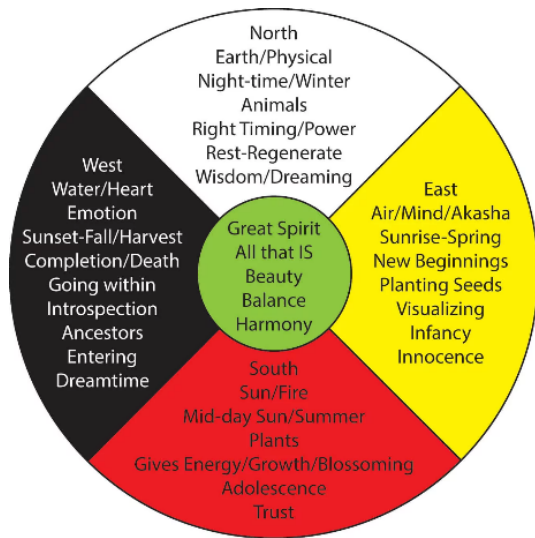 North
Earth/Physical
Night-time/Winter
Animals
Right Timing/Power
Rest-Regenerate
Wisdom/Dreaming
West
Water/Heart
Emotion
Sunset-Fall/Harvest
Completion/Death
Going within
Introspection
Ancestors
Entering
Dreamtime
Great Spirit
All that IS
Beauty
Balance
Harmony
East
Air/Mind/Akasha
Sunrise-Spring
New Beginnings
Planting Seeds
Visualizing
Infancy
Innocence
South
Sun/Fire
Mid-day Sun/Summer
Plants
Gives Energy/Growth/Blossoming
Adolescence
Trust